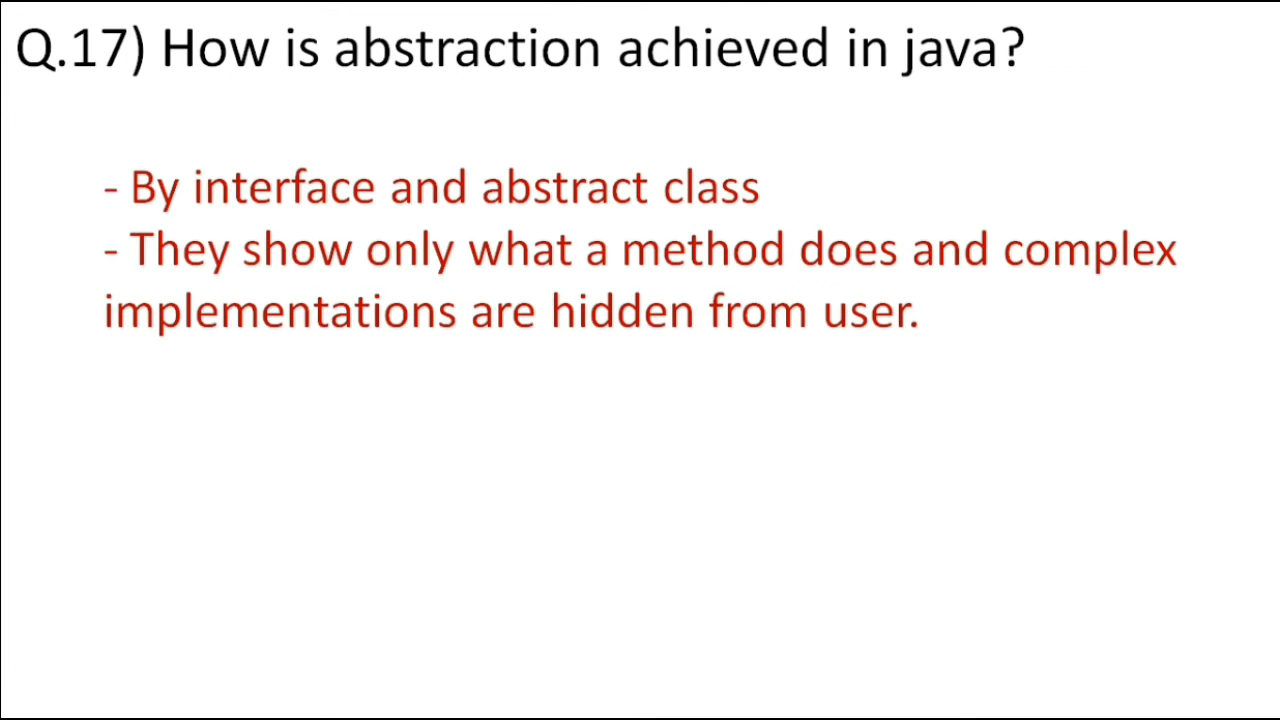 Q.17) How is abstraction achieved in java?
- By interface and abstract class
- They show only what a method does and complex
implementations are hidden from user.